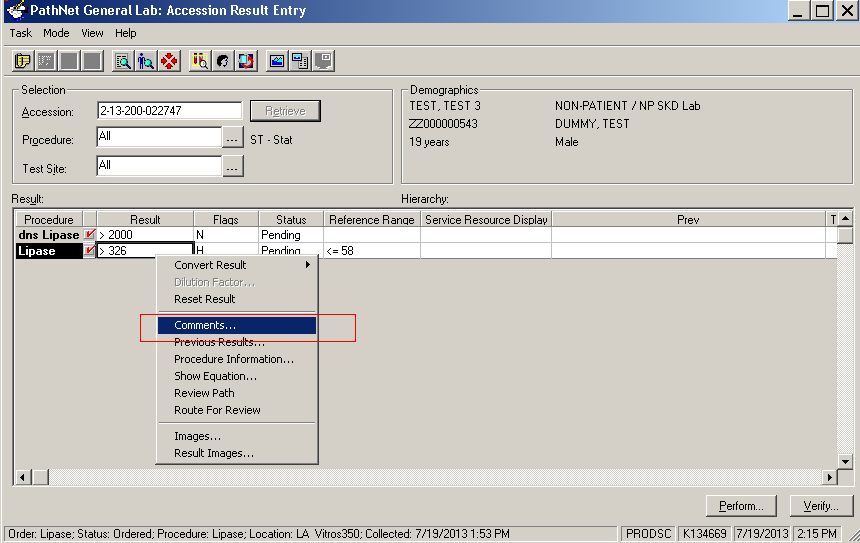 PathNet General Lab: Accession Result Entry
Task Mode View Help
Selection
Accession: 2-13-200-022747 Retrieve
Procedure: All ... ST - Stat
Test Site: All ...
Demographics
TEST, TEST 3 NON-PATIENT / NP SKD Lab
ZZ000000543 DUMMY, TEST
19 years Male
Result: Hierarchy:
Procedure Result Flags Status Reference Range Service Resource Display Prev T
dns Lipase > 2000 N Pending
Lipase > 326 H Pending <= 58
Convert Result
Dilution Factor...
Reset Result
Comments...
Previous Results...
Procedure Information...
Show Equation...
Review Path
Route For Review
Images...
Result Images...
Perform... Verify...
Order: Lipase; Status: Ordered; Procedure: Lipase; Location: LA Vitros350; Collected: 7/19/2013 1:53 PM PRODSC K134669 7/19/2013 2:15 PM